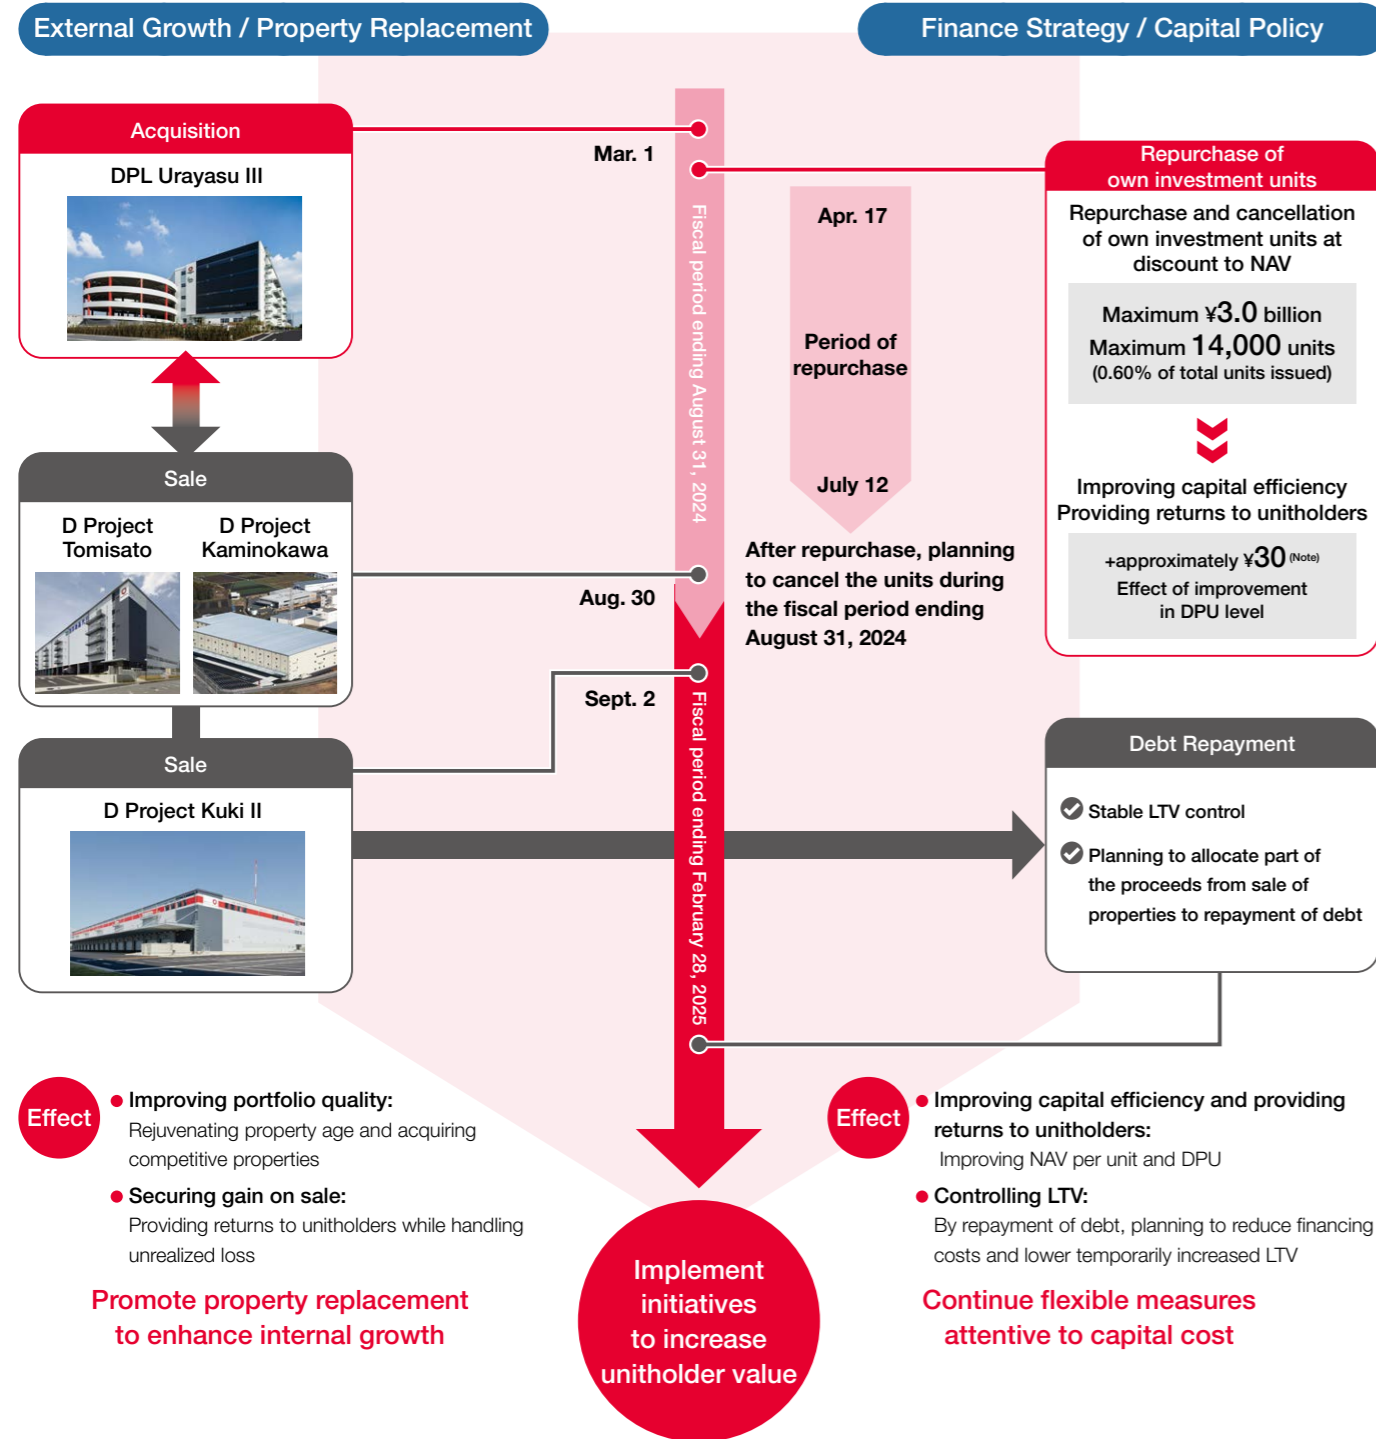 External Growth / Property Replacement
Finance Strategy / Capital Policy
Acquisition
DPL Urayasu III
Mar. 1
Repurchase of
own investment units
Repurchase and cancellation
of own investment units at
discount to NAV
Maximum ¥3.0 billion
Maximum 14,000 units
(0.60% of total units issued)
Improving capital efficiency
Providing returns to unitholders
+approximately ¥30 (Note)
Effect of improvement
in DPU level
Fiscal period ending August 31, 2024
Apr. 17
Period of
repurchase
July 12
After repurchase, planning
to cancel the units during
the fiscal period ending
August 31, 2024
Sale
D Project
Tomisato
D Project
Kaminokawa
Aug. 30
Sept. 2
Sale
D Project Kuki II
Fiscal period ending February 28, 2025
Debt Repayment
Stable LTV control
Planning to allocate part of
the proceeds from sale of
properties to repayment of debt
Effect
Improving portfolio quality:
Rejuvenating property age and acquiring
competitive properties
Securing gain on sale:
Providing returns to unitholders while handling
unrealized loss
Promote property replacement
to enhance internal growth
Effect
Improving capital efficiency and providing
returns to unitholders:
Improving NAV per unit and DPU
Controlling LTV:
By repayment of debt, planning to reduce financing
costs and lower temporarily increased LTV
Continue flexible measures
attentive to capital cost
Implement
initiatives
to increase
unitholder value